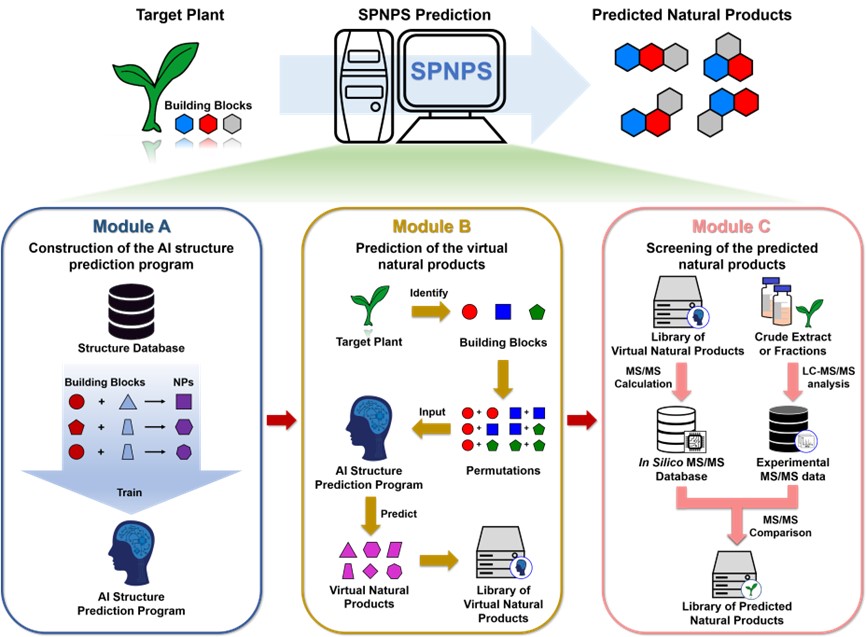 Target Plant
SPNPS Prediction
Predicted Natural Products
SPNPS
Building Blocks
Module A
Construction of the AI structure
prediction program
Structure Database
Building Blocks
NPs
+
+
+
Train
AI Structure
Prediction Program
Module B
Prediction of the virtual
natural products
Identify
Target Plant
Building Blocks
Input
+ +
+ +
+ +
AI Structure
Prediction Program
Permutations
Predict
Virtual Natural
Products
Library of
Virtual Natural
Products
Module C
Screening of the predicted
natural products
Library of
Virtual Natural Products
Crude Extract
or Fractions
MS/MS
Calculation
LC-MS/MS
analysis
In Silico MS/MS
Database
Experimental
MS/MS data
MS/MS
Comparison
Library of Predicted
Natural Products